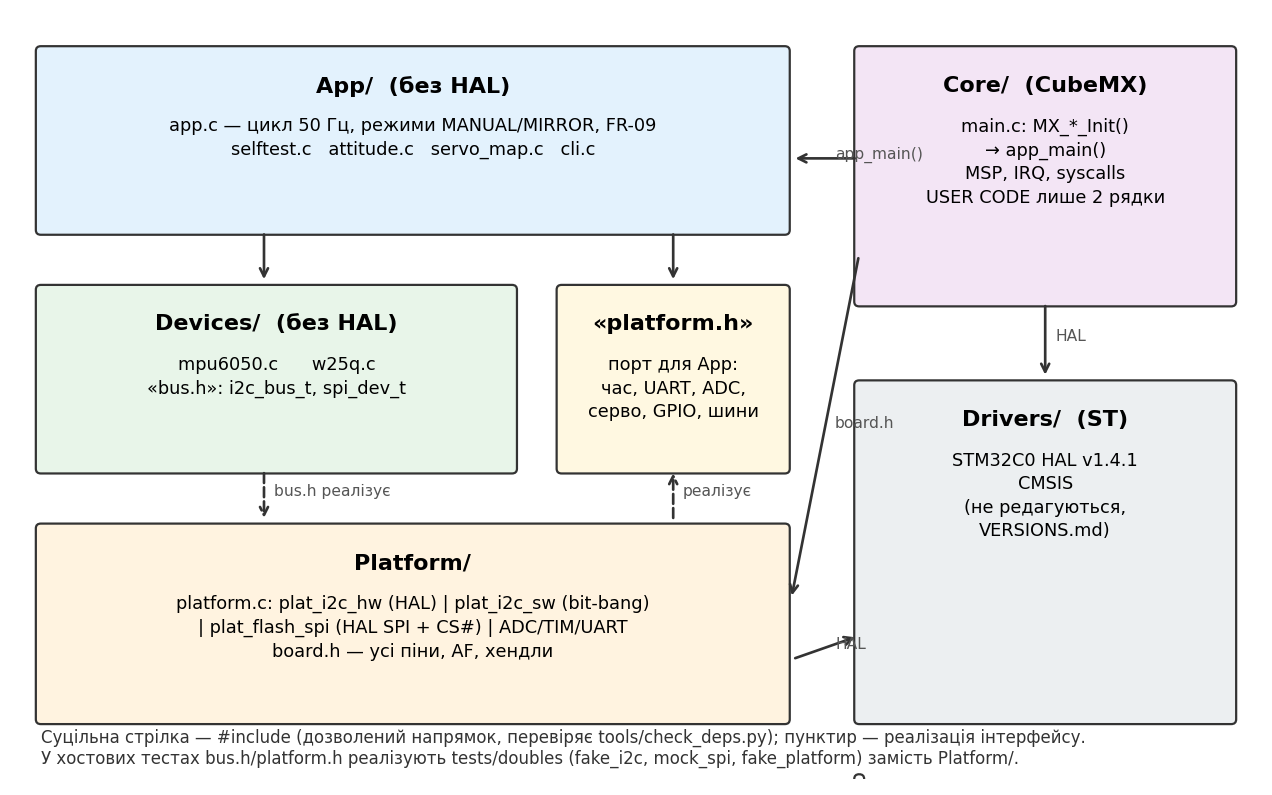 App/  (без HAL)
app.c — цикл 50 Гц, режими MANUAL/MIRROR, FR-09
selftest.c   attitude.c   servo_map.c   cli.c
app_main()
Core/  (CubeMX)
main.c: MX_*_Init()
→ app_main()
MSP, IRQ, syscalls
USER CODE лише 2 рядки
Devices/  (без HAL)
mpu6050.c      w25q.c
«bus.h»: i2c_bus_t, spi_dev_t
«platform.h»
порт для App:
час, UART, ADC,
серво, GPIO, шини
HAL
board.h
Drivers/  (ST)
STM32C0 HAL v1.4.1
CMSIS
(не редагуються,
VERSIONS.md)
bus.h реалізує
реалізує
Platform/
platform.c: plat_i2c_hw (HAL) | plat_i2c_sw (bit-bang)
| plat_flash_spi (HAL SPI + CS#) | ADC/TIM/UART
board.h — усі піни, AF, хендли
HAL
Суцільна стрілка — #include (дозволений напрямок, перевіряє tools/check_deps.py); пунктир — реалізація інтерфейсу.
У хостових тестах bus.h/platform.h реалізують tests/doubles (fake_i2c, mock_spi, fake_platform) замість Platform/.